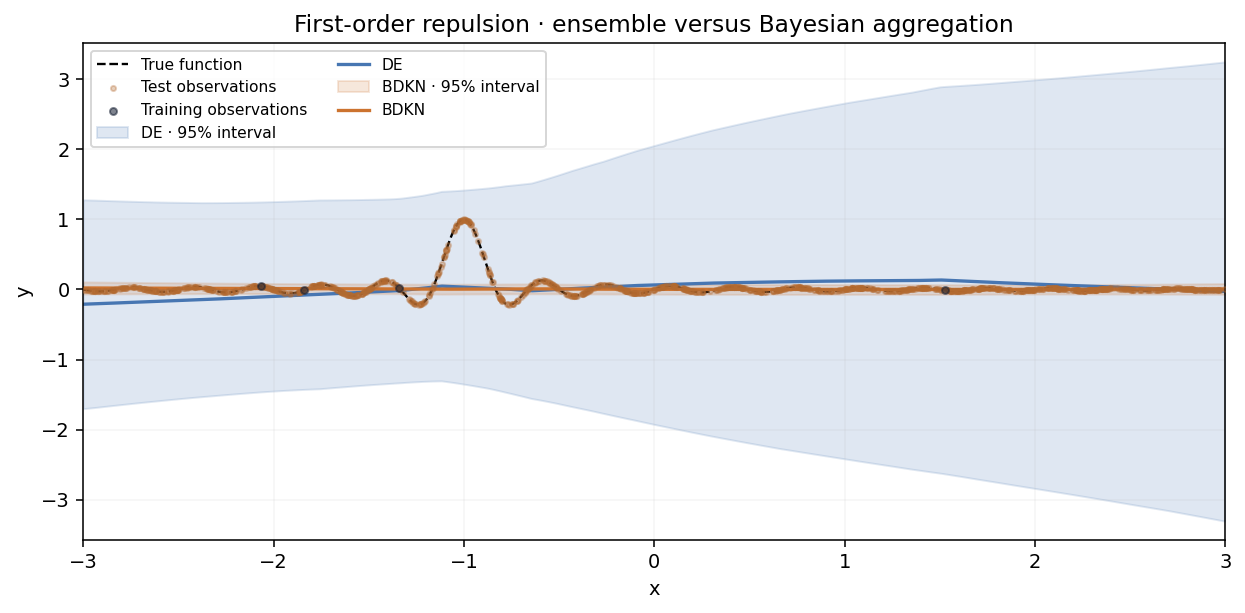 First-order repulsion · ensemble versus Bayesian aggregation
True function
Test observations
Training observations
DE · 95% interval
DE
BDKN · 95% interval
BDKN
y
3
2
1
0
−1
−2
−3
−3 −2 −1 0 1 2 3
x